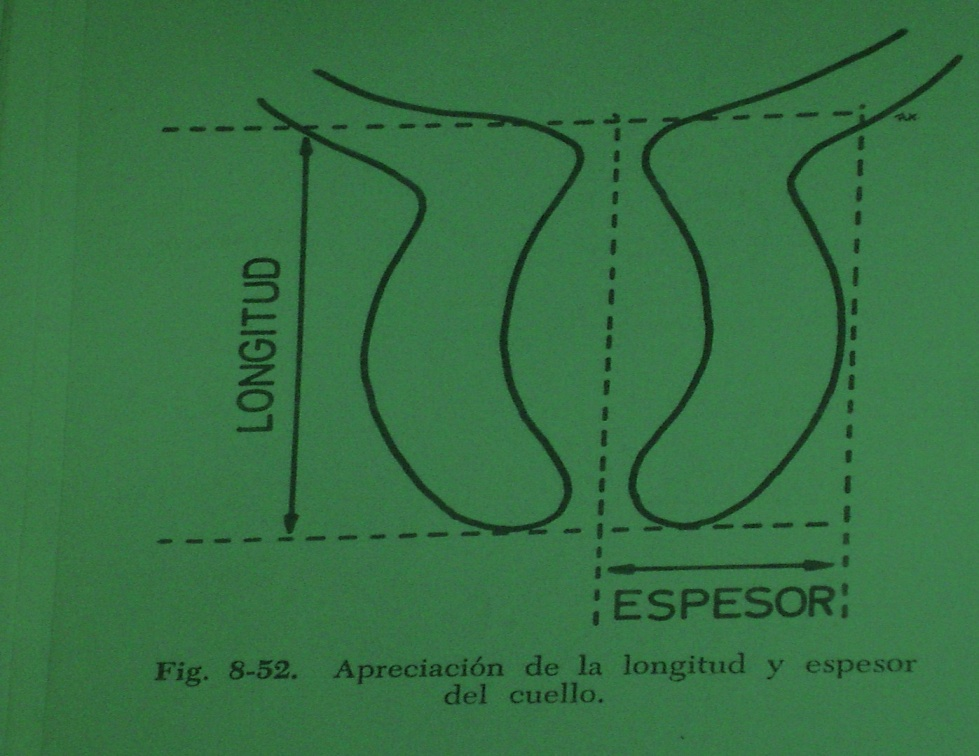 LONGITUD
ESPESOR
Fig. 8-52. Apreciación de la longitud y espesor
del cuello.